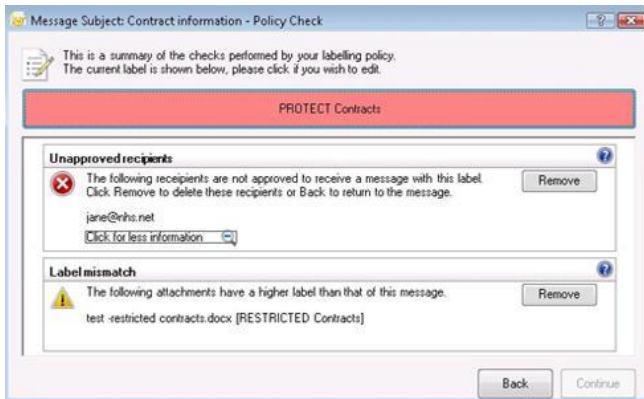 Message Subject: Contract information - Policy Check
This is a summary of the checks performed by your labelling policy.
The current label is shown below, please click if you wish to edit.
PROTECT Contracts
Unapproved recipients
The following receipients are not approved to receive a message with this label.
Click Remove to delete these recipients or Back to return to the message.
Remove
jane@nhs.net
Click for less information
Label mismatch
The following attachments have a higher label than that of this message.
Remove
test -restricted contracts.docx [RESTRICTED Contracts]
Back
Continue